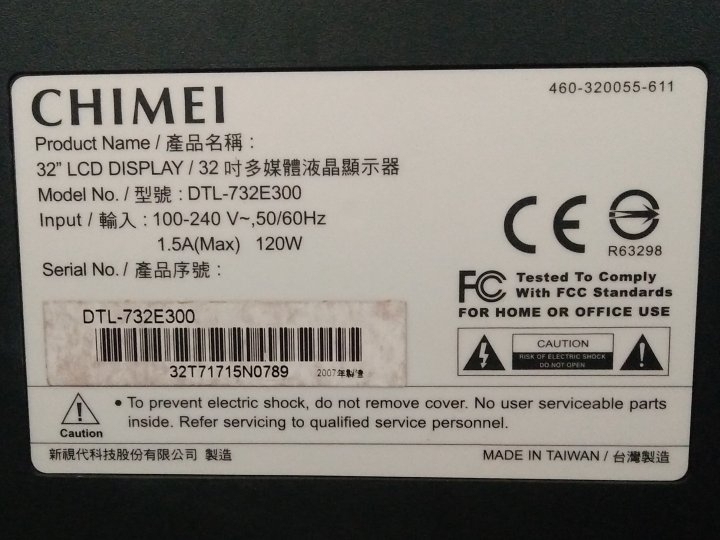 CHIMEI
460-320055-611
Product Name / 產品名稱 :
32” LCD DISPLAY / 32 吋多媒體液晶顯示器
Model No. / 型號 : DTL-732E300
Input / 輸入 : 100-240 V~,50/60Hz
1.5A(Max) 120W
Serial No. / 產品序號 :
CE
R63298
FC Tested To Comply
With FCC Standards
FOR HOME OR OFFICE USE
DTL-732E300
32T71715N0789 2007年製造
CAUTION
RISK OF ELECTRIC SHOCK
DO NOT OPEN
Caution
• To prevent electric shock, do not remove cover. No user serviceable parts
inside. Refer servicing to qualified service personnel.
新視代科技股份有限公司 製造
MADE IN TAIWAN / 台灣製造